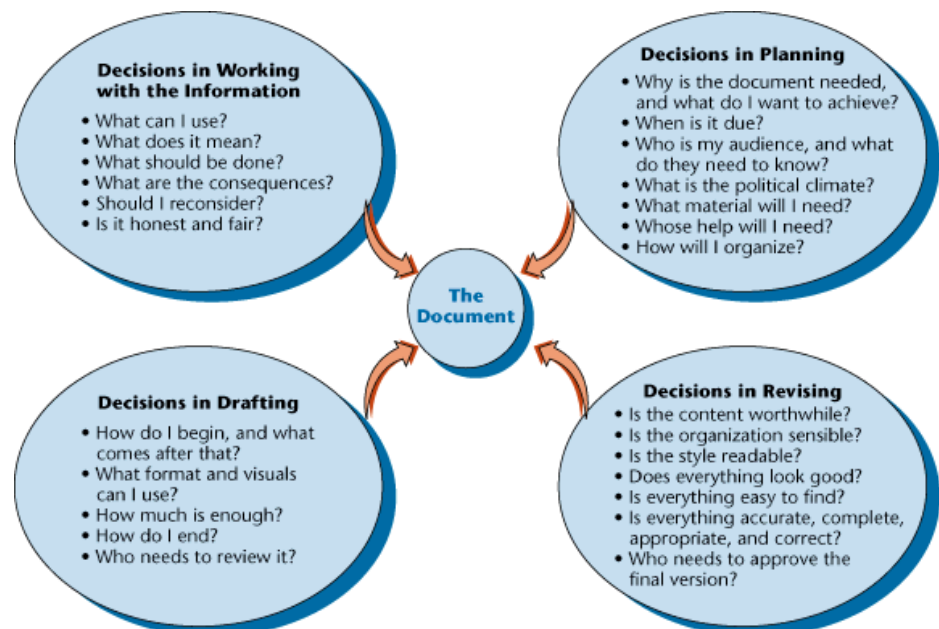 Decisions in Working
with the Information
• What can I use?
• What does it mean?
• What should be done?
• What are the consequences?
• Should I reconsider?
• Is it honest and fair?
Decisions in Planning
• Why is the document needed,
and what do I want to achieve?
• When is it due?
• Who is my audience, and what
do they need to know?
• What is the political climate?
• What material will I need?
• Whose help will I need?
• How will I organize?
The
Document
Decisions in Drafting
• How do I begin, and what
comes after that?
• What format and visuals
can I use?
• How much is enough?
• How do I end?
• Who needs to review it?
Decisions in Revising
• Is the content worthwhile?
• Is the organization sensible?
• Is the style readable?
• Does everything look good?
• Is everything easy to find?
• Is everything accurate, complete,
appropriate, and correct?
• Who needs to approve the
final version?